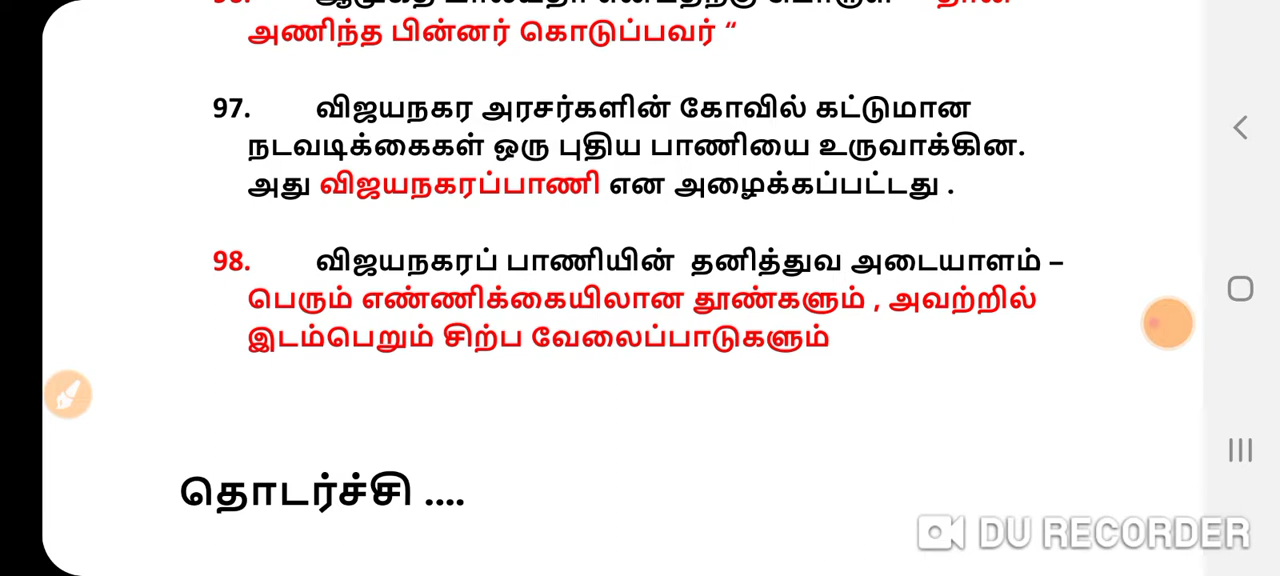 அணிந்த பின்னர் கொடுப்பவர் “
97. விஜயநகர அரசர்களின் கோவில் கட்டுமான
நடவடிக்கைகள் ஒரு புதிய பாணியை உருவாக்கின.
அது விஜயநகரப்பாணி என அழைக்கப்பட்டது .
98. விஜயநகரப் பாணியின் தனித்துவ அடையாளம் –
பெரும் எண்ணிக்கையிலான தூண்களும் , அவற்றில்
இடம்பெறும் சிற்ப வேலைப்பாடுகளும்
தொடர்ச்சி ....
DU RECORDER